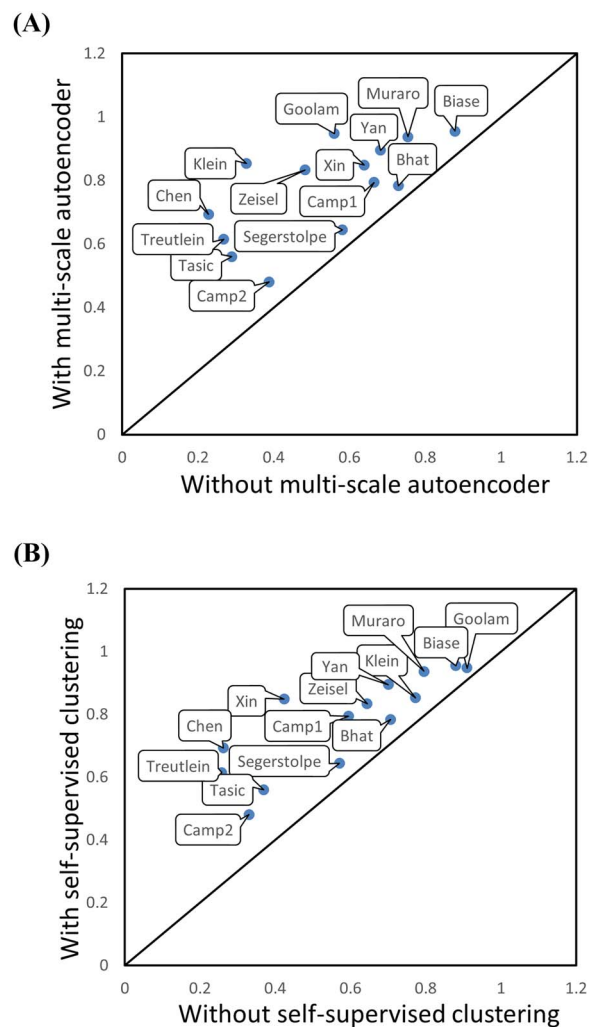 (A)
With multi-scale autoencoder
1.2
1
0.8
0.6
0.4
0.2
0
Goolam
Muraro
Biase
Yan
Klein
Xin
Bhat
Zeisel
Camp1
Chen
Treutlein
Segerstolpe
Tasic
Camp2
0 0.2 0.4 0.6 0.8 1 1.2
Without multi-scale autoencoder
(B)
With self-supervised clustering
1.2
1
0.8
0.6
0.4
0.2
0
Muraro
Goolam
Biase
Yan
Klein
Zeisel
Xin
Camp1
Chen
Bhat
Treutlein
Segerstolpe
Tasic
Camp2
0 0.2 0.4 0.6 0.8 1 1.2
Without self-supervised clustering